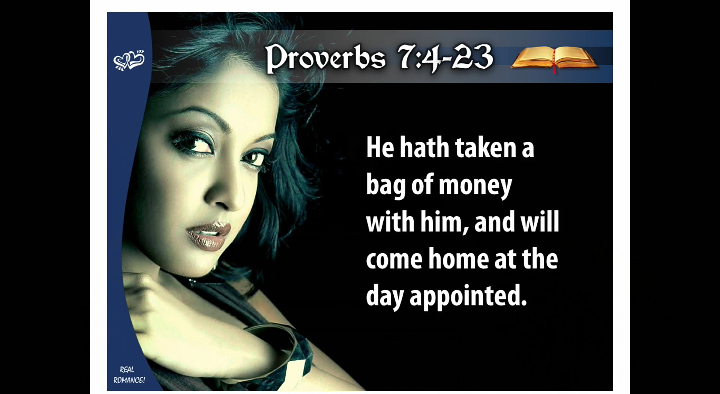 Proverbs 7:4-23
He hath taken a
bag of money
with him, and will
come home at the
day appointed.
REAL
ROMANCE!